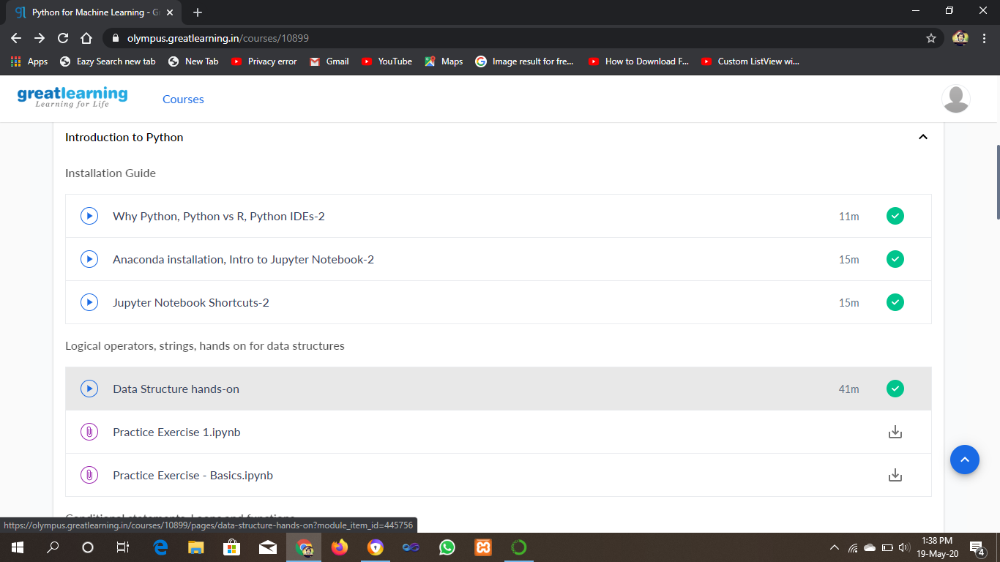 Python for Machine Learning - G
olympus.greatlearning.in/courses/10899
Apps Eazy Search new tab New Tab Privacy error Gmail YouTube Maps Image result for fre... How to Download F... Custom ListView wi...
greatlearning
Learning for Life
Courses
Introduction to Python
Installation Guide
Why Python, Python vs R, Python IDEs-2 11m
Anaconda installation, Intro to Jupyter Notebook-2 15m
Jupyter Notebook Shortcuts-2 15m
Logical operators, strings, hands on for data structures
Data Structure hands-on 41m
Practice Exercise 1.ipynb
Practice Exercise - Basics.ipynb
Conditional statements, Loops and functions
https://olympus.greatlearning.in/courses/10899/pages/data-structure-hands-on?module_item_id=445756
1:38 PM
19-May-20
4